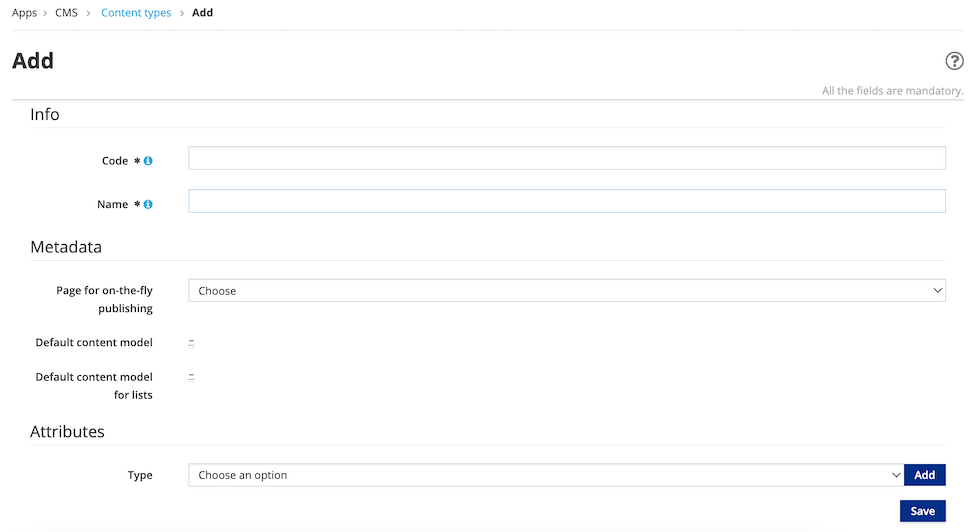 Apps > CMS > Content types > Add
Add
All the fields are mandatory.
Info
Code *
Name *
Metadata
Page for on-the-fly
publishing
Choose
Default content model
–
Default content model
for lists
–
Attributes
Type
Choose an option
Add
Save